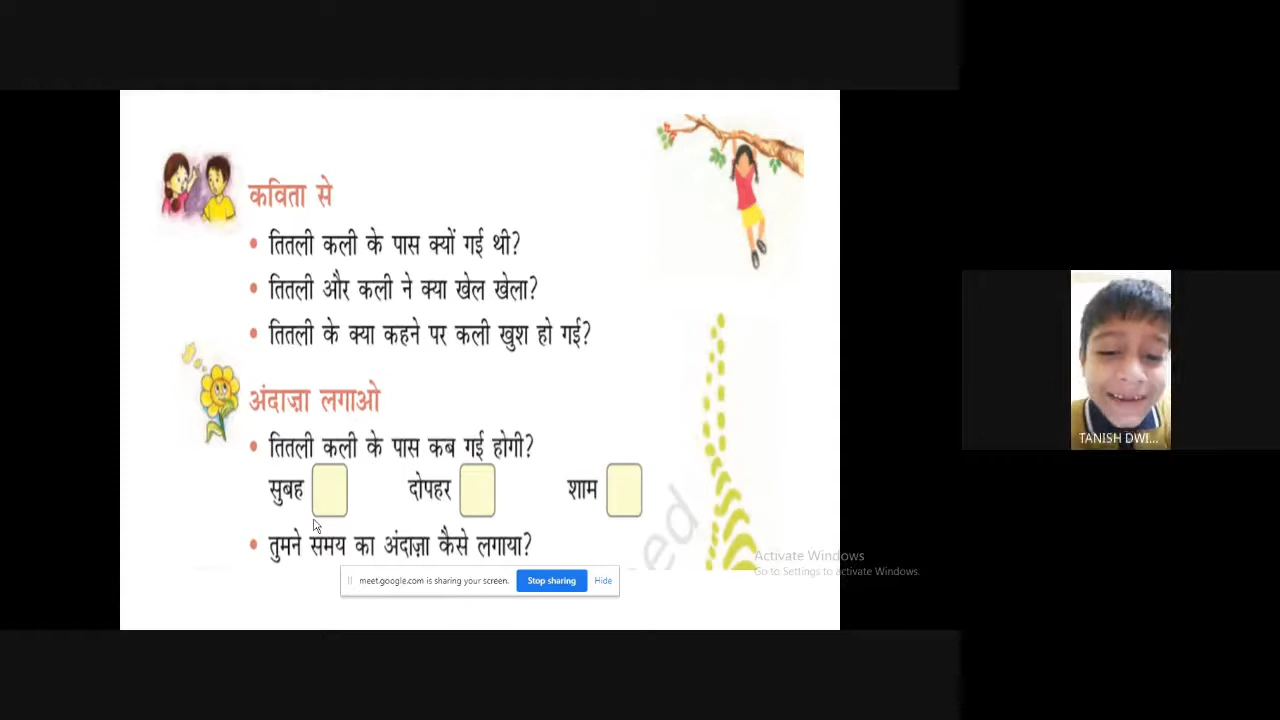 कविता से
• तितली कली के पास क्यों गई थी?
• तितली और कली ने क्या खेल खेला?
• तितली के क्या कहने पर कली खुश हो गई?
अंदाज़ा लगाओ
• तितली कली के पास कब गई होगी?
सुबह दोपहर शाम
• तुमने समय का अंदाज़ा कैसे लगाया?
meet.google.com is sharing your screen. Stop sharing Hide
Activate Windows
Go to Settings to activate Windows.
TANISH DWI...